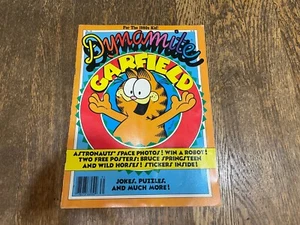 For The 1980s Kid!
Dynamite
GARFIELD
ASTRONAUTS' SPACE PHOTOS! WIN A ROBOT!
TWO FREE POSTERS: BRUCE SPRINGSTEEN
AND WILD HORSES! STICKERS INSIDE!
JOKES, PUZZLES,
AND MUCH MORE!